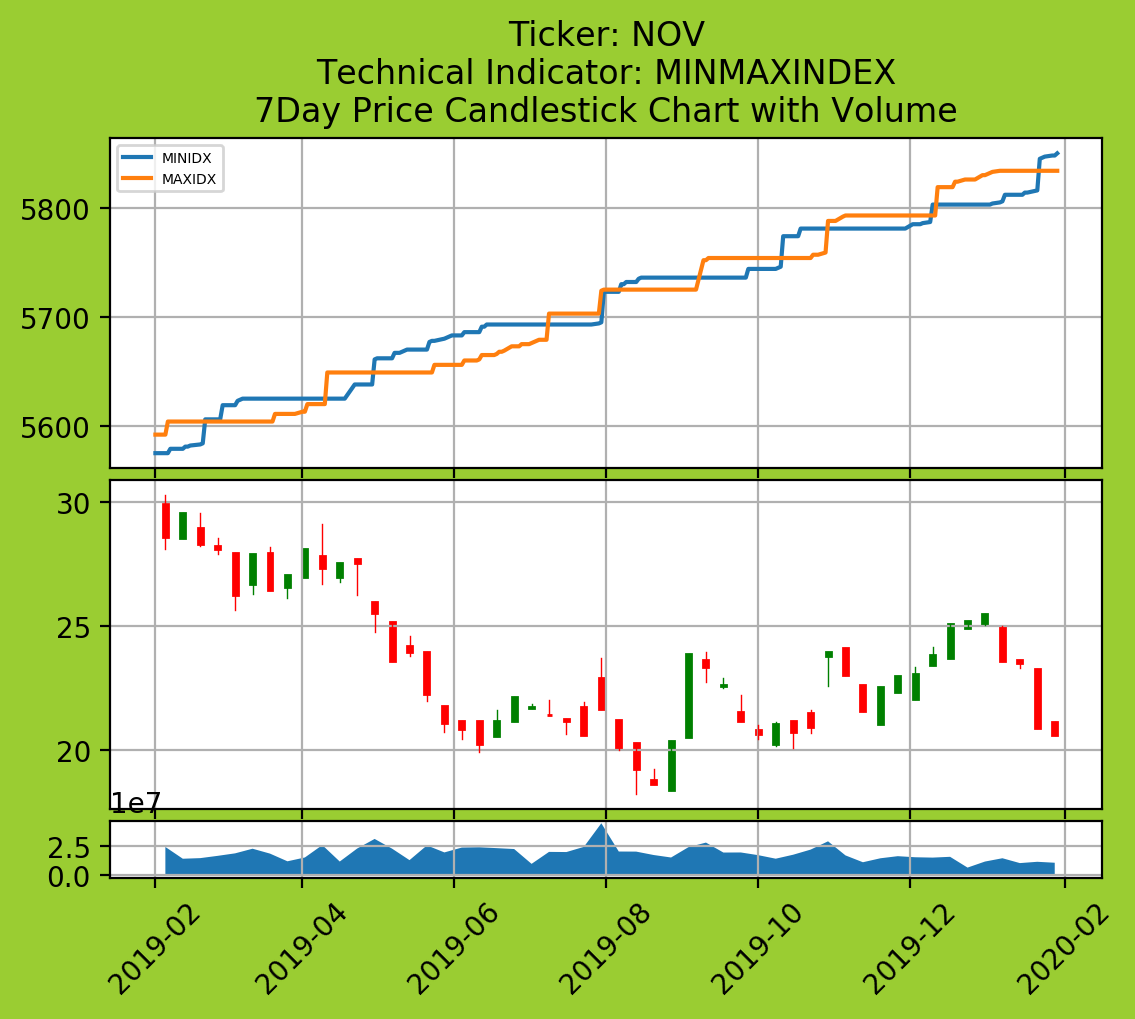 Ticker: NOV
Technical Indicator: MINMAXINDEX
7Day Price Candlestick Chart with Volume
MINIDX
MAXIDX
5800
5700
5600
30
25
20
1e7
2.5
0.0
2019-02
2019-04
2019-06
2019-08
2019-10
2019-12
2020-02